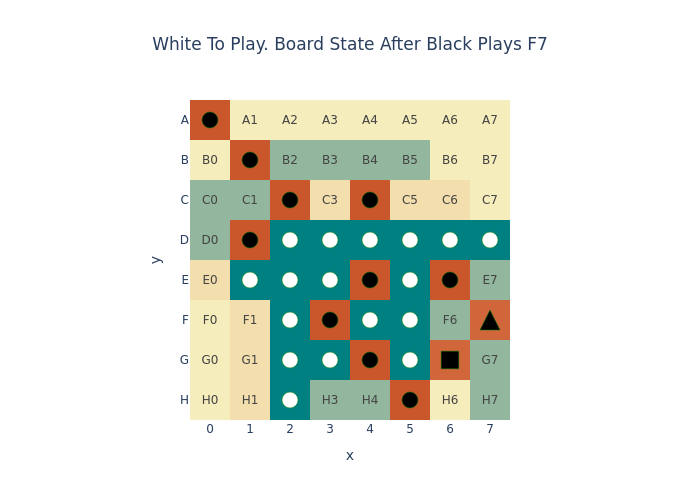 White To Play. Board State After Black Plays F7
A A1 A2 A3 A4 A5 A6 A7
B B0 B2 B3 B4 B5 B6 B7
C C0 C1 C3 C5 C6 C7
D D0
E E0 E7
F F0 F1 F6
G G0 G1 G7
H H0 H1 H3 H4 H6 H7
0 1 2 3 4 5 6 7
x
y